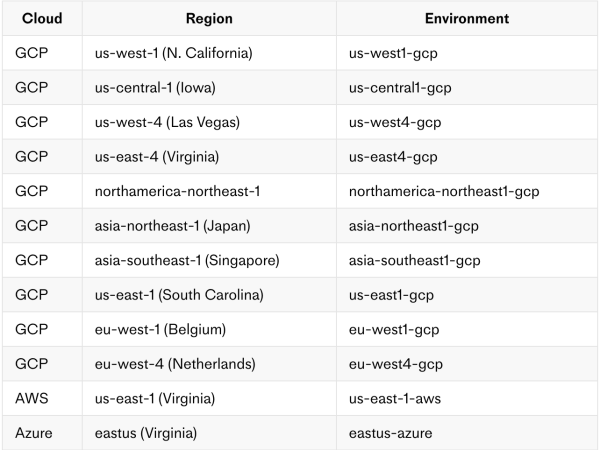 Cloud Region Environment
GCP us-west-1 (N. California) us-west1-gcp
GCP us-central-1 (Iowa) us-central1-gcp
GCP us-west-4 (Las Vegas) us-west4-gcp
GCP us-east-4 (Virginia) us-east4-gcp
GCP northamerica-northeast-1 northamerica-northeast1-gcp
GCP asia-northeast-1 (Japan) asia-northeast1-gcp
GCP asia-southeast-1 (Singapore) asia-southeast1-gcp
GCP us-east-1 (South Carolina) us-east1-gcp
GCP eu-west-1 (Belgium) eu-west1-gcp
GCP eu-west-4 (Netherlands) eu-west4-gcp
AWS us-east-1 (Virginia) us-east-1-aws
Azure eastus (Virginia) eastus-azure